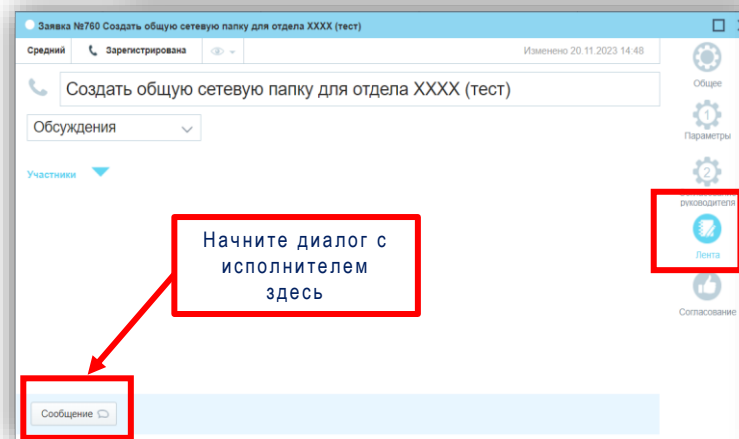 Заявка №760 Создать общую сетевую папку для отдела XXXX (тест)
Средний
Зарегистрирована
Изменено 20.11.2023 14:48
Создать общую сетевую папку для отдела XXXX (тест)
Обсуждения
Участники
Начните диалог с
исполнителем
здесь
Сообщение
Общее
1
Параметры
2
руководителя
Лента
Согласование